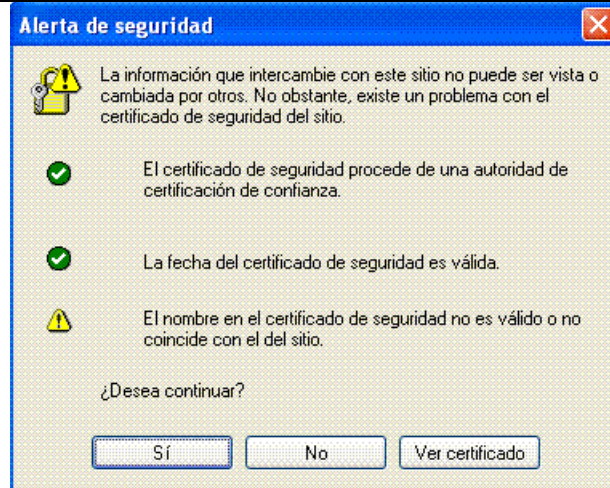 Alerta de seguridad
La información que intercambie con este sitio no puede ser vista o
cambiada por otros. No obstante, existe un problema con el
certificado de seguridad del sitio.
El certificado de seguridad procede de una autoridad de
certificación de confianza.
La fecha del certificado de seguridad es válida.
El nombre en el certificado de seguridad no es válido o no
coincide con el del sitio.
¿Desea continuar?
Sí No Ver certificado